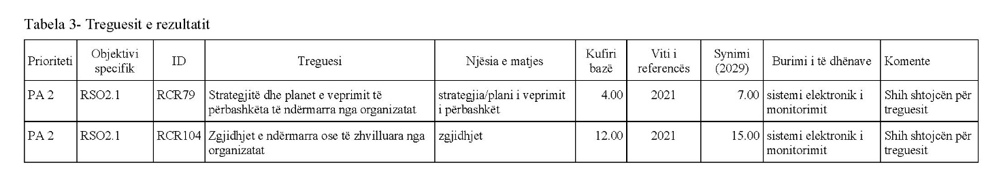 Tabela 3- Treguesit e rezultatit
Prioriteti
Objektivi
specifik
ID
Treguesi
Njësia e matjes
Kufiri
bazë
Viti i
referencës
Synimi
(2029)
Burimi i të dhënave
Komente
PA 2
RSO2.1
RCR79
Strategjitë dhe planet e veprimit të
përbashkëta të ndërmarra nga organizatat
strategjia/plani i veprimit
i përbashkët
4.00
2021
7.00
sistemi elektronik i
monitorimit
Shih shtojcën për
treguesit
PA 2
RSO2.1
RCR104
Zgjidhjet e ndërmarra ose të zhvilluara nga
organizatat
zgjidhjet
12.00
2021
15.00
sistemi elektronik i
monitorimit
Shih shtojcën për
treguesit